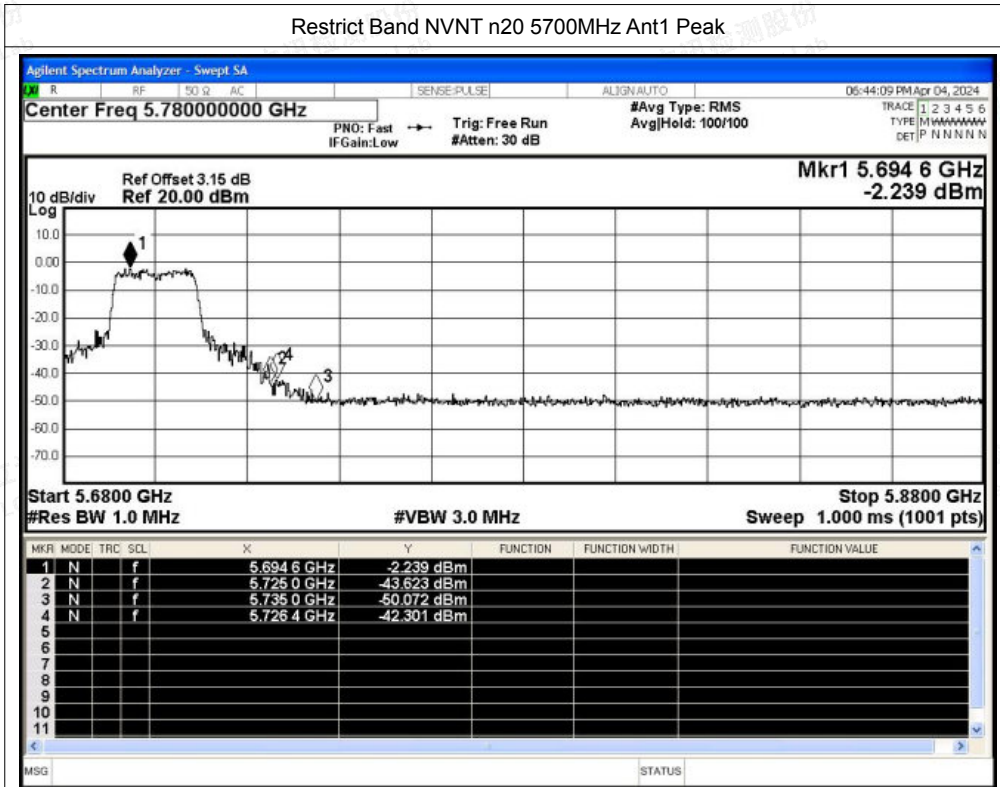 Restrict Band NVNT n20 5700MHz Ant1 Peak
Agilent Spectrum Analyzer - Swept SA
LXI R RF 50 Ω AC SENSE:PULSE ALIGN AUTO 06:44:09 PM Apr 04, 2024
Center Freq 5.780000000 GHz #Avg Type: RMS TRACE 1 2 3 4 5 6
PNO: Fast Trig: Free Run Avg|Hold: 100/100 TYPE M WWWWW
IFGain:Low #Atten: 30 dB DET P N N N N N
Mkr1 5.694 6 GHz
Ref Offset 3.15 dB
10 dB/div Ref 20.00 dBm -2.239 dBm
Log
10.0
1
0.00
-10.0
-20.0
-30.0
2 4
-40.0
3
-50.0
-60.0
-70.0
Start 5.6800 GHz Stop 5.8800 GHz
#Res BW 1.0 MHz #VBW 3.0 MHz Sweep 1.000 ms (1001 pts)
MKR MODE TRC SCL X Y FUNCTION FUNCTION WIDTH FUNCTION VALUE
1 N f 5.694 6 GHz -2.239 dBm
2 N f 5.725 0 GHz -43.623 dBm
3 N f 5.735 0 GHz -50.072 dBm
4 N f 5.726 4 GHz -42.301 dBm
5
6
7
8
9
10
11
MSG STATUS